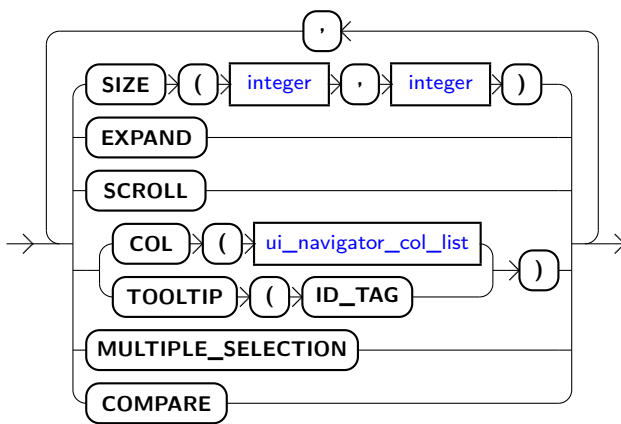 ,
SIZE ( integer , integer )
EXPAND
SCROLL
COL ( ui_navigator_col_list
TOOLTIP ( ID_TAG
)
MULTIPLE_SELECTION
COMPARE